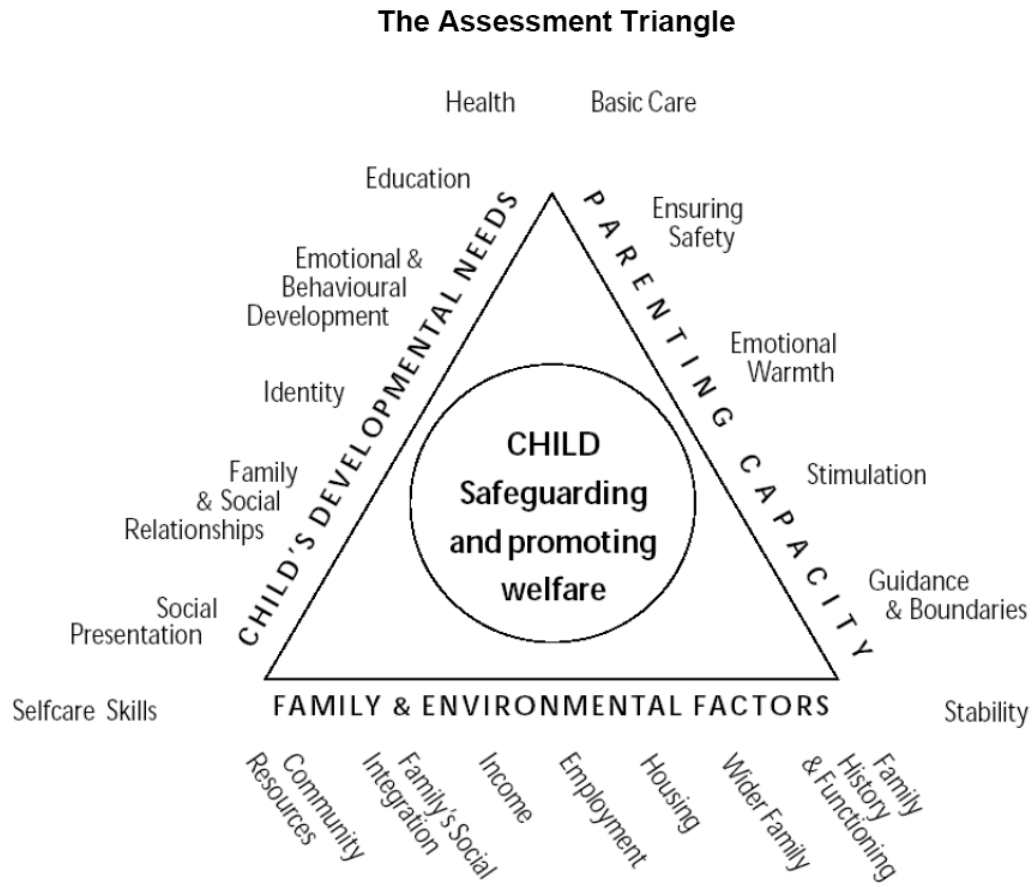 The Assessment Triangle
Health
Education
Emotional &
Behavioural
Development
Identity
Family
& Social
Relationships
Social
Presentation
Selfcare Skills
CHILD'S DEVELOPMENTAL NEEDS
Basic Care
Ensuring
Safety
Emotional
Warmth
Stimulation
Guidance
& Boundaries
Stability
PARENTING CAPACITY
CHILD
Safeguarding
and promoting
welfare
FAMILY & ENVIRONMENTAL FACTORS
Community
Resources
Family's Social
Integration
Income
Employment
Housing
Wider Family
Family
History
& Functioning